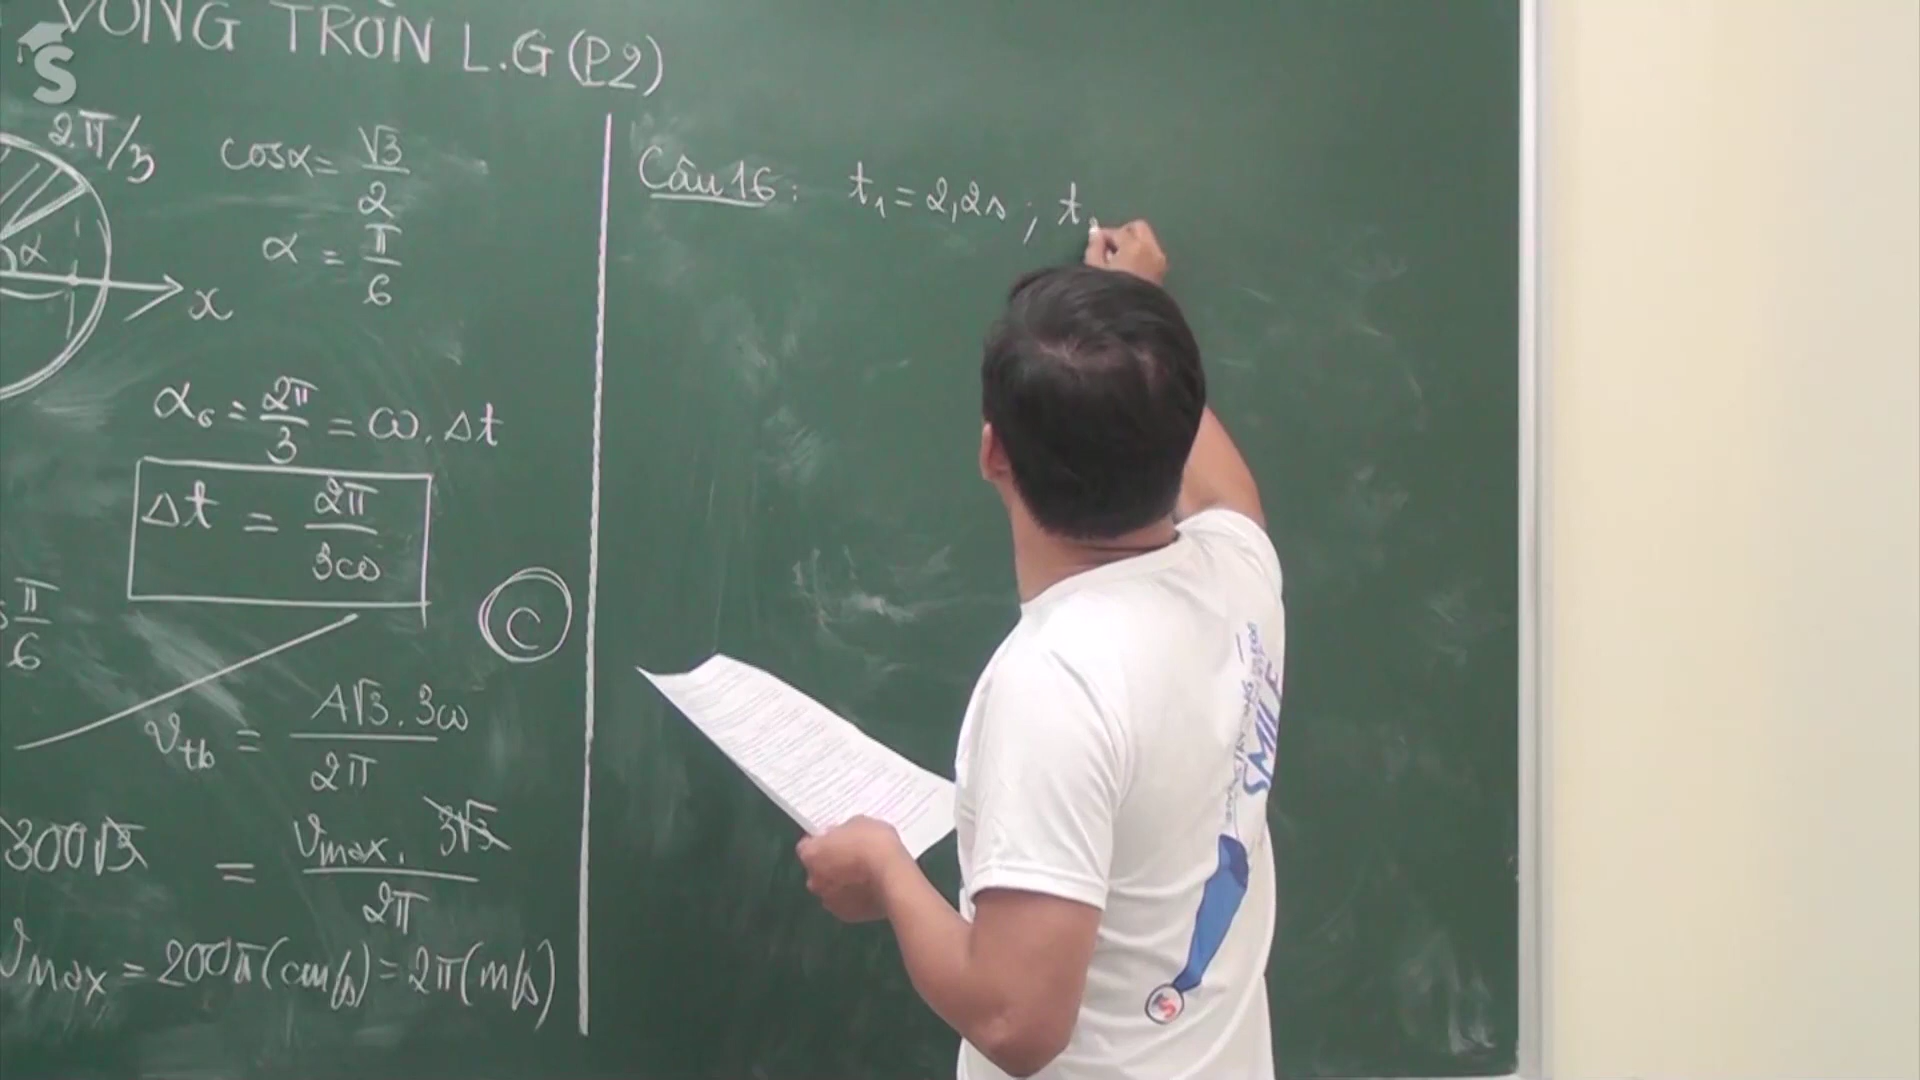 VÒNG TRÒN L.G (P2)
2π/3
cosα = √3/2
α
α = π/6
x
α₆ = 2π/3 = ω.Δt
Δt = 2π/3ω
π/6
C
v_tb = A√3.3ω/2π
300√3 = v_max.3√3/2π
v_max = 200π(cm/s) = 2π(m/s)
Câu 16: t₁ = 2,2s; t
SMILE
S